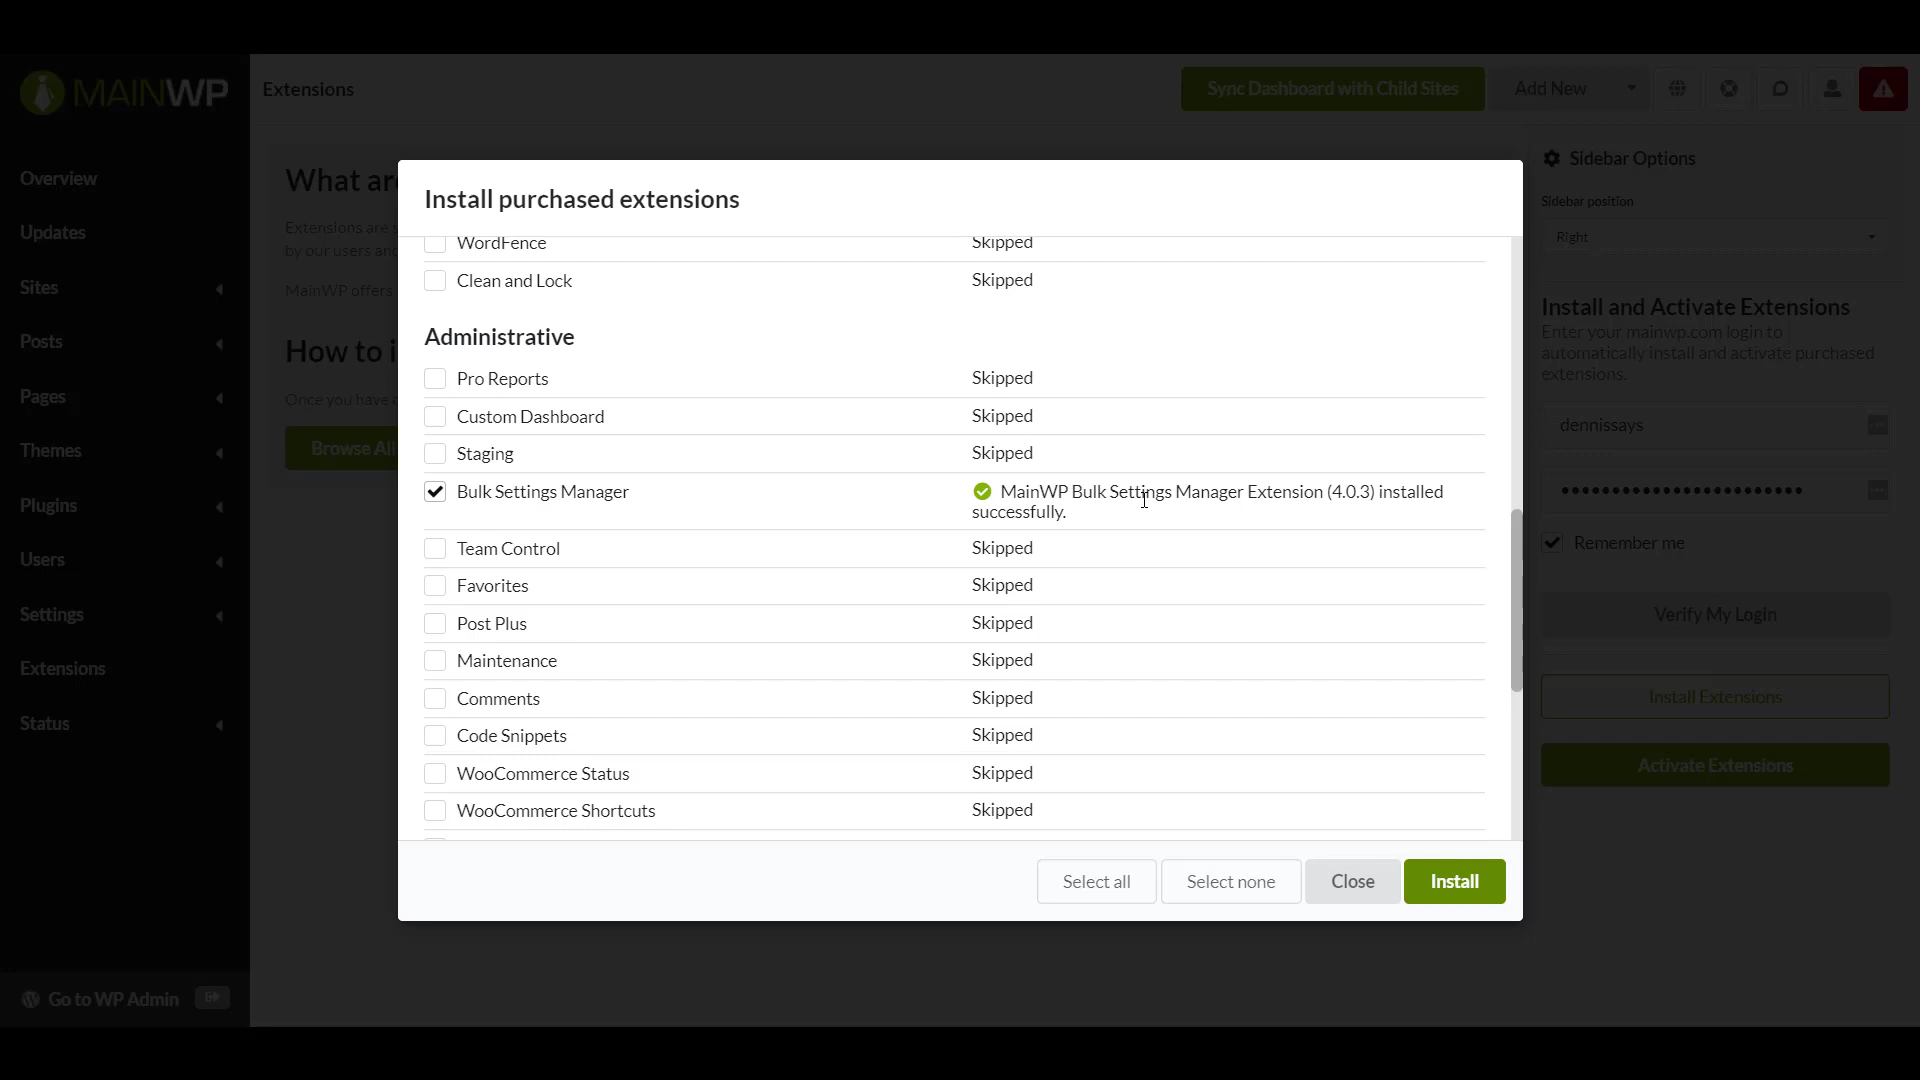 MAINWP
Extensions
Sync Dashboard with Child Sites
Add New
Overview
Updates
Sites
Posts
Pages
Themes
Plugins
Users
Settings
Extensions
Status
Go to WP Admin
What are
Extensions are
by our users and
MainWP offers
How to i
Once you have
Browse All
Install purchased extensions
WordFence Skipped
Clean and Lock Skipped
Administrative
Pro Reports Skipped
Custom Dashboard Skipped
Staging Skipped
Bulk Settings Manager MainWP Bulk Settings Manager Extension (4.0.3) installed
successfully.
Team Control Skipped
Favorites Skipped
Post Plus Skipped
Maintenance Skipped
Comments Skipped
Code Snippets Skipped
WooCommerce Status Skipped
WooCommerce Shortcuts Skipped
Select all
Select none
Close
Install
Sidebar Options
Sidebar position
Right
Install and Activate Extensions
Enter your mainwp.com login to
automatically install and activate purchased
extensions.
dennissays
•••••••••••••••••••••••
Remember me
Verify My Login
Install Extensions
Activate Extensions